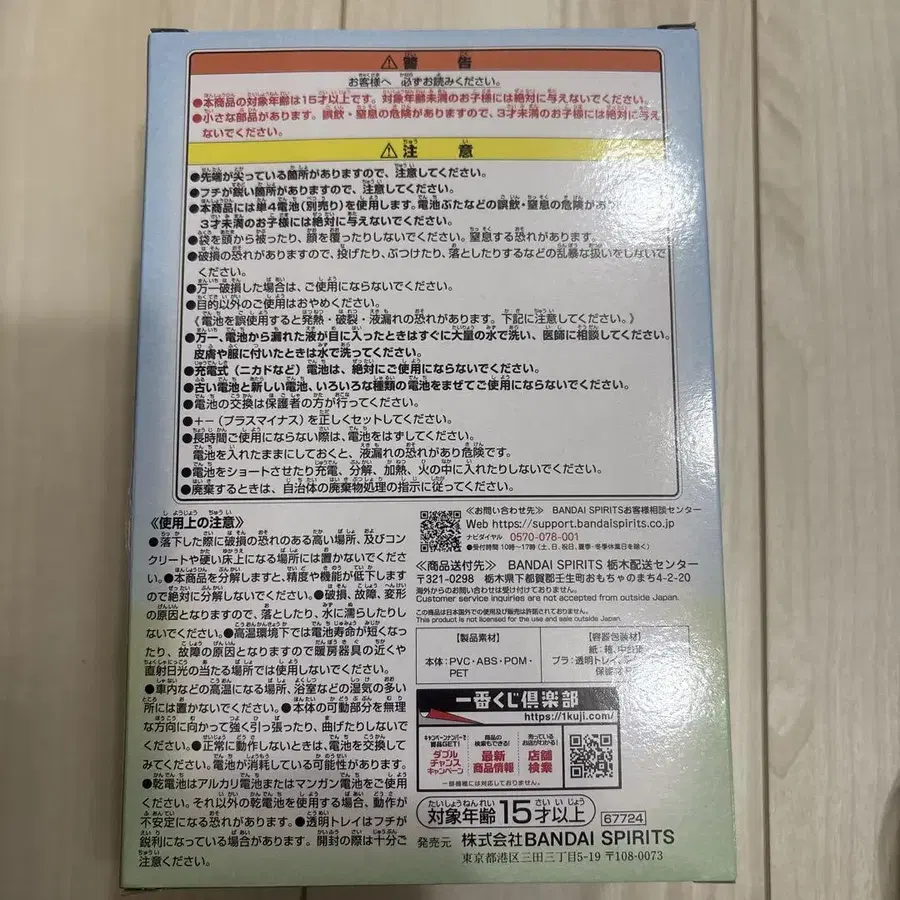 ⚠警告
お客様へ 必ずお読みください。
●本商品の対象年齢は15才以上です。対象年齢未満のお子様には絶対に与えないでください。
●小さな部品があります。誤飲・窒息の危険がありますので、3才未満のお子様には絶対に与え
ないでください。
⚠注意
●先端が尖っている箇所がありますので、注意してください。
●フチが鋭い箇所がありますので、注意してください。
●本商品には単4電池(別売り)を使用します。電池ぶたなどの誤飲・窒息の危険があり
3才未満のお子様には絶対に与えないでください。
●袋を頭から被ったり、顔を覆ったりしないでください。窒息する恐れがあります。
●破損の恐れがありますので、投げたり、ぶつけたり、落としたりするなどの乱暴な扱いをしないで
ください。
●万一破損した場合は、ご使用にならないでください。
●目的以外のご使用はおやめください。
《電池を誤使用すると発熱・破裂・液漏れの恐れがあります。下記に注意してください。》
●万一、電池から漏れた液が目に入ったときはすぐに大量の水で洗い、医師に相談してください。
皮膚や服に付いたときは水で洗ってください。
●充電式(ニカドなど)電池は、絶対にご使用にならないでください。
●古い電池と新しい電池、いろいろな種類の電池をまぜてご使用にならないでください。
●電池の交換は保護者の方が行ってください。
●+-(プラスマイナス)を正しくセットしてください。
●長時間ご使用にならない際は、電池をはずしてください。
電池を入れたままにしておくと、液漏れの恐れがあり危険です。
●電池をショートさせたり充電、分解、加熱、火の中に入れたりしないでください。
●廃棄するときは、自治体の廃棄物処理の指示に従ってください。
《使用上の注意》
●落下した際に破損の恐れのある高い場所、及びコン
クリートや硬い床上になる場所には置かないでくださ
い。●本商品を分解しますと、精度や機能が低下します
ので絶対に分解しないでください。●破損、故障、変形
の原因となりますので、落としたり、水に濡らしたりし
ないでください。●高温環境下では電池寿命が短くなっ
たり、故障の原因となりますので暖房器具の近くや
直射日光の当たる場所では使用しないでください。
●車内などの高温になる場所、浴室などの湿気の多い
所には置かないでください。●本体の可動部分を無理
な方向に向かって強く引っ張ったり、曲げたりしないで
ください。●正常に動作しないときは、電池を交換して
みてください。電池が消耗している可能性があります。
●乾電池はアルカリ電池またはマンガン電池をご使用
ください。それ以外の乾電池を使用する場合、動作が
不安定になる恐れがあります。●透明トレイはフチが
鋭利になっている場合があります。開封の際は十分ご
注意ください。
≪お問い合わせ先≫ BANDAI SPIRITSお客様相談センター
Web https://support.bandaispirits.co.jp
ナビダイヤル 0570-078-001
●受付時間 10時~17時(土、日、祝日、夏季・冬季休業日を除く)
≪商品送付先≫ BANDAI SPIRITS 栃木配送センター
〒321-0298 栃木県下都賀郡壬生町おもちゃのまち4-2-20
海外からのお問い合わせは受け付けておりません。
Customer service inquiries are not accepted from outside Japan.
この商品は日本国外での使用及び販売は許諾されておりません。
This product is not licensed for the use and sale outside Japan.
【製品素材】
本体:PVC・ABS・POM・
PET
【容器包装材】
紙:箱、中台紙
プラ:透明トレイ、
一番くじ倶楽部
https://1kuji.com/
キャンペーンナンバーで
賞品GET!
ダブル
チャンス
キャンペーン
商品の
検索もできる!
最新
商品情報
売っている
お店がわかる!
店舗
検索
一部機種には対応しておりません。
対象年齢15才以上
67724
発売元 株式会社BANDAI SPIRITS
東京都港区三田三丁目5-19 〒108-0073